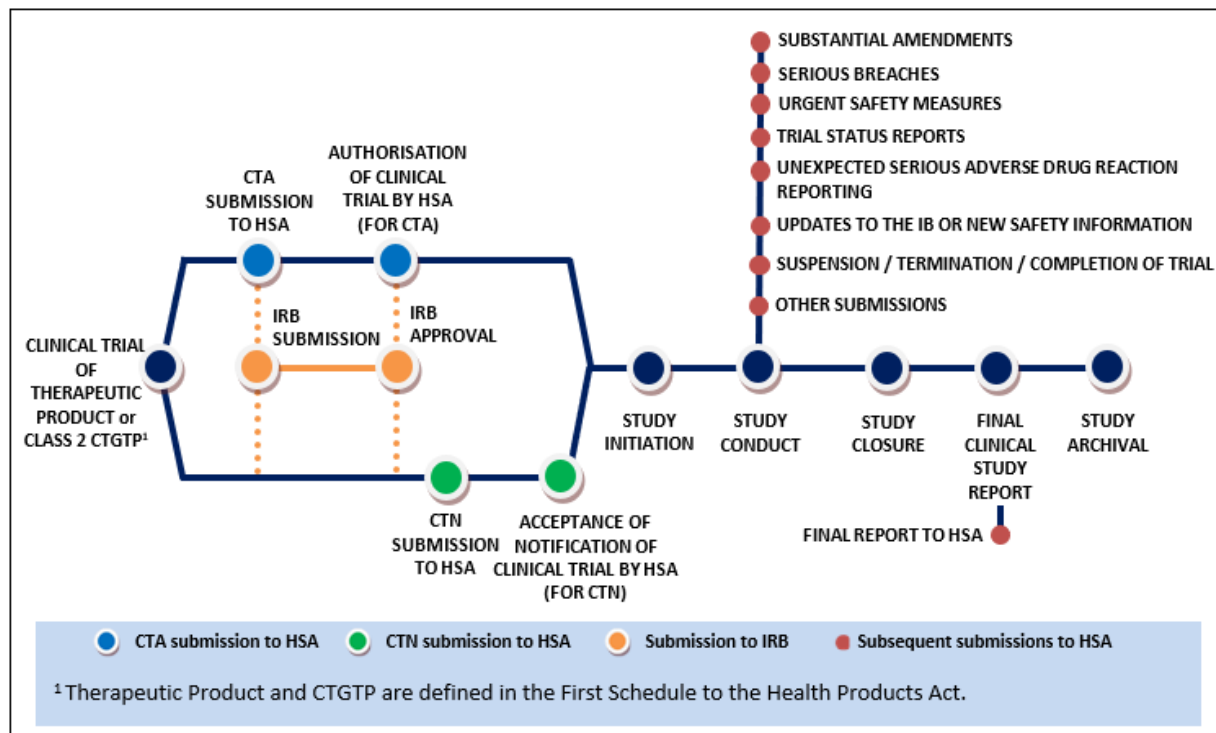 SUBSTANTIAL AMENDMENTS
SERIOUS BREACHES
URGENT SAFETY MEASURES
TRIAL STATUS REPORTS
UNEXPECTED SERIOUS ADVERSE DRUG REACTION
REPORTING
UPDATES TO THE IB OR NEW SAFETY INFORMATION
SUSPENSION / TERMINATION / COMPLETION OF TRIAL
OTHER SUBMISSIONS
CTA
SUBMISSION
TO HSA
AUTHORISATION
OF CLINICAL
TRIAL BY HSA
(FOR CTA)
IRB
SUBMISSION
IRB
APPROVAL
CLINICAL TRIAL
OF
THERAPEUTIC
PRODUCT or
CLASS 2 CTGTP¹
STUDY
INITIATION
STUDY
CONDUCT
STUDY
CLOSURE
FINAL
CLINICAL
STUDY
REPORT
STUDY
ARCHIVAL
CTN
SUBMISSION
TO HSA
ACCEPTANCE OF
NOTIFICATION OF
CLINICAL TRIAL BY HSA
(FOR CTN)
FINAL REPORT TO HSA
CTA submission to HSA
CTN submission to HSA
Submission to IRB
Subsequent submissions to HSA
¹ Therapeutic Product and CTGTP are defined in the First Schedule to the Health Products Act.